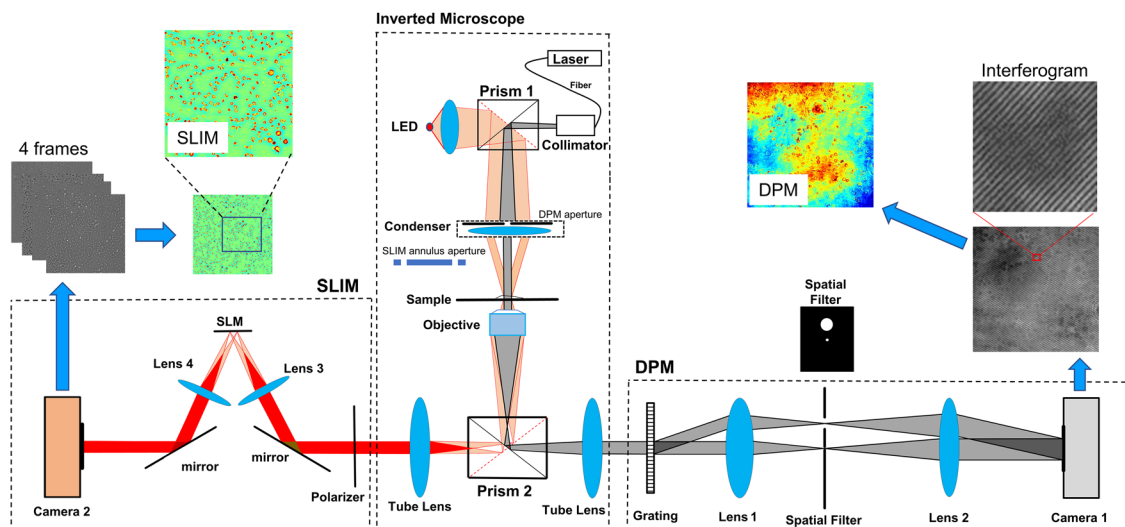 Inverted Microscope
Laser
Fiber
Prism 1
LED
Collimator
SLIM
4 frames
Interferogram
DPM
DPM aperture
Condenser
SLIM annulus aperture
SLIM
Sample
Objective
Spatial
Filter
SLM
Lens 4
Lens 3
DPM
mirror
mirror
Polarizer
Camera 2
Tube Lens
Prism 2
Tube Lens
Grating
Lens 1
Spatial Filter
Lens 2
Camera 1